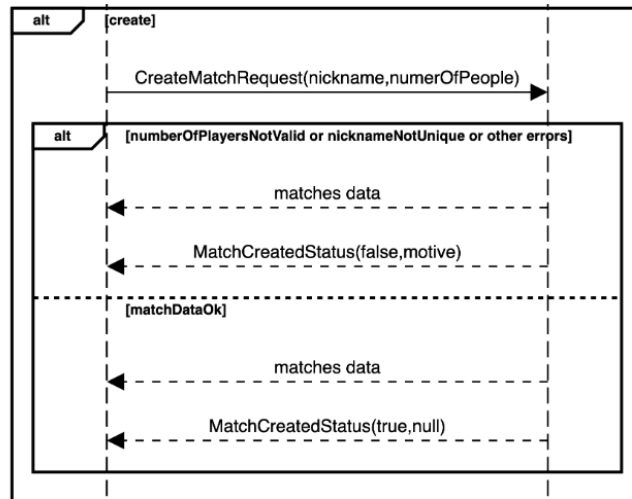 alt [create]
CreateMatchRequest(nickname,numerOfPeople)
alt [numberOfPlayersNotValid or nicknameNotUnique or other errors]
matches data
MatchCreatedStatus(false,motive)
[matchDataOk]
matches data
MatchCreatedStatus(true,null)